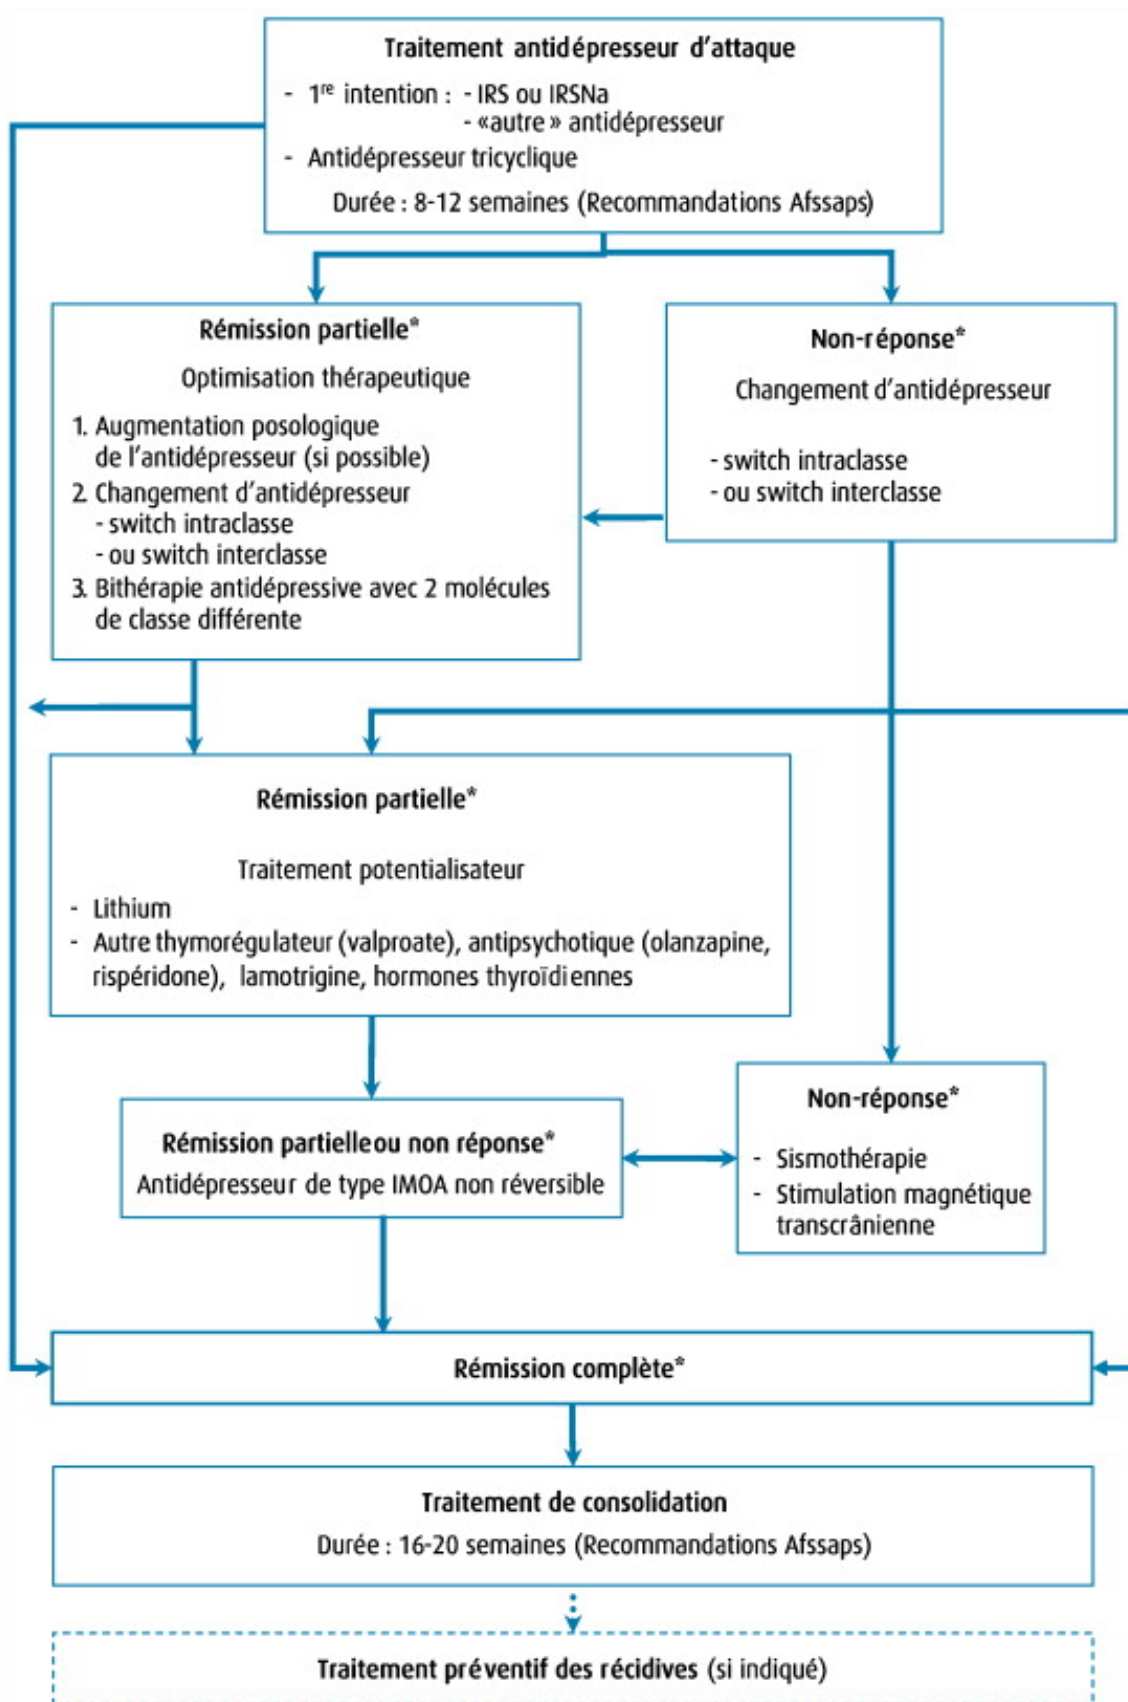 Traitement antidépresseur d'attaque
- 1re intention : - IRS ou IRSNa
- «autre» antidépresseur
- Antidépresseur tricyclique
Durée : 8-12 semaines (Recommandations Afssaps)
Rémission partielle*
Optimisation thérapeutique
1. Augmentation posologique
de l'antidépresseur (si possible)
2. Changement d'antidépresseur
- switch intraclasse
- ou switch interclasse
3. Bithérapie antidépressive avec 2 molécules
de classe différente
Non-réponse*
Changement d'antidépresseur
- switch intraclasse
- ou switch interclasse
Rémission partielle*
Traitement potentialisateur
- Lithium
- Autre thymorégulateur (valproate), antipsychotique (olanzapine,
rispéridone), lamotrigine, hormones thyroïdiennes
Rémission partielle ou non réponse*
Antidépresseur de type IMOA non réversible
Non-réponse*
- Sismothérapie
- Stimulation magnétique
transcrânienne
Rémission complète*
Traitement de consolidation
Durée : 16-20 semaines (Recommandations Afssaps)
Traitement préventif des récidives (si indiqué)